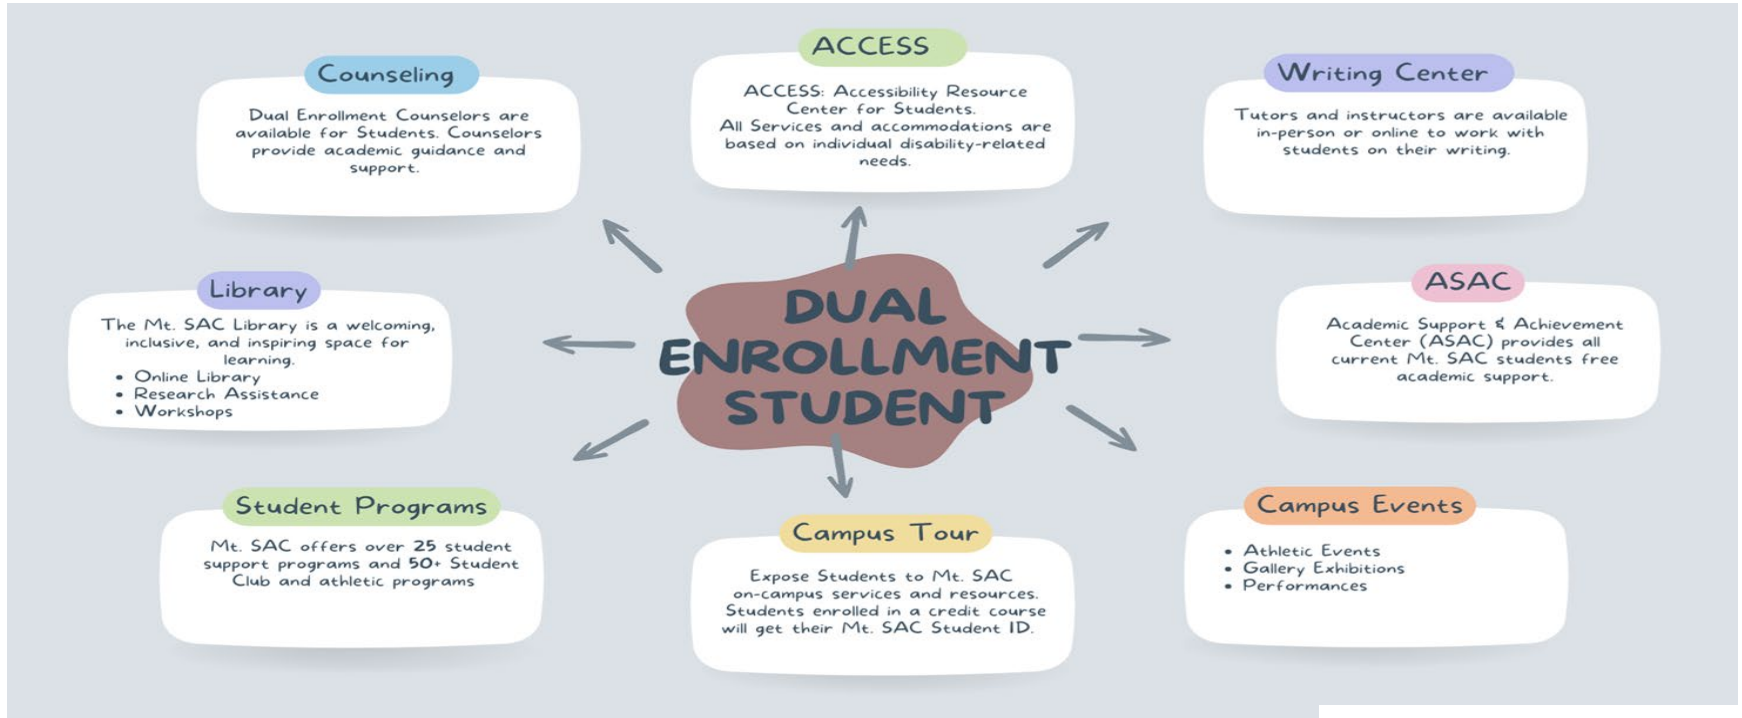 Counseling
Dual Enrollment Counselors are
available for Students. Counselors
provide academic guidance and
support.
ACCESS
ACCESS: Accessibility Resource
Center for Students.
All Services and accommodations are
based on individual disability-related
needs.
Writing Center
Tutors and instructors are available
in-person or online to work with
students on their writing.
Library
The Mt. SAC Library is a welcoming,
inclusive, and inspiring space for
learning.
• Online Library
• Research Assistance
• Workshops
DUAL
ENROLLMENT
STUDENT
ASAC
Academic Support & Achievement
Center (ASAC) provides all
current Mt. SAC students free
academic support.
Student Programs
Mt. SAC offers over 25 student
support programs and 50+ Student
Club and athletic programs
Campus Tour
Expose Students to Mt. SAC
on-campus services and resources.
Students enrolled in a credit course
will get their Mt. SAC Student ID.
Campus Events
• Athletic Events
• Gallery Exhibitions
• Performances